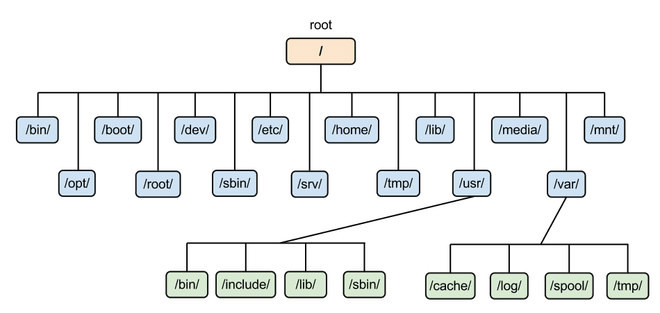 root
/
/bin/ /boot/ /dev/ /etc/ /home/ /lib/ /media/ /mnt/
/opt/ /root/ /sbin/ /srv/ /tmp/ /usr/ /var/
/bin/ /include/ /lib/ /sbin/ /cache/ /log/ /spool/ /tmp/